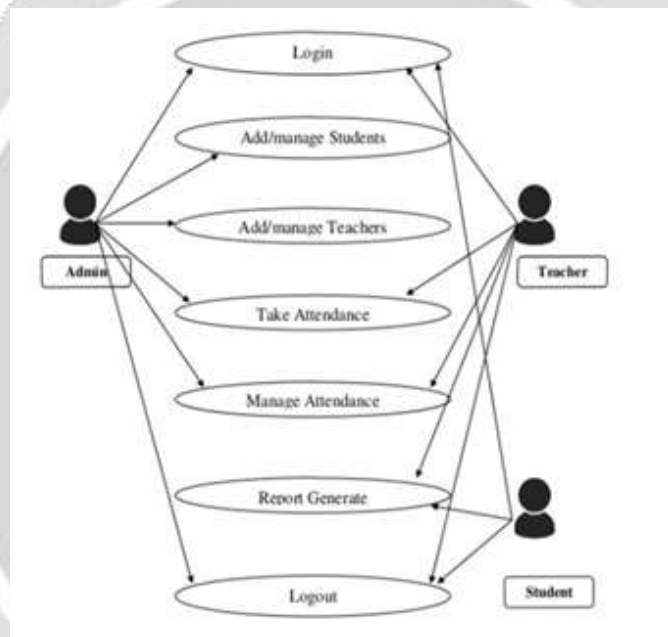 Login
Add/manage Students
Add/manage Teachers
Admin
Teacher
Take Attendance
Manage Attendance
Report Generate
Logout
Student